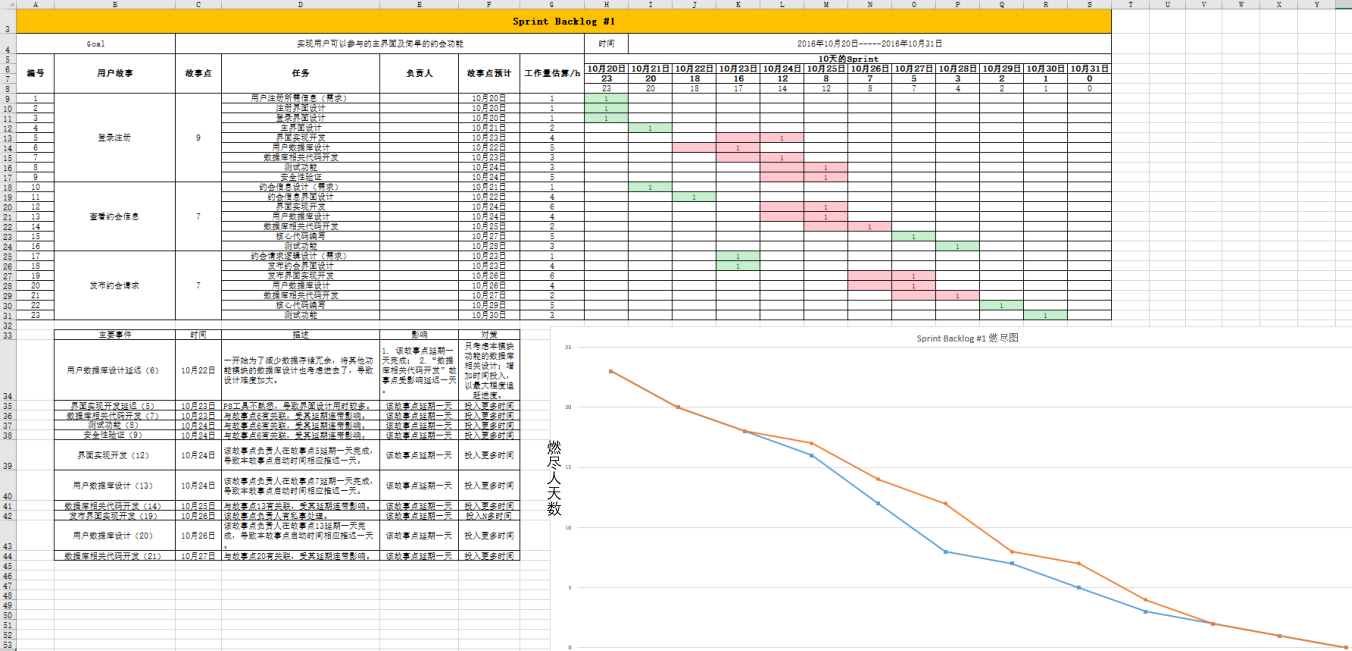 A B C D E F G H I J K L M N O P Q R S T U V W X Y
Sprint Backlog #1
Goal 实现用户可以参与的主界面及简单的约会功能 时间 2016年10月20日-----2016年10月31日
编号 用户故事 故事点 任务 负责人 故事点预计 工作量估算/h 10天的Sprint
10月20日 10月21日 10月22日 10月23日 10月24日 10月25日 10月26日 10月27日 10月28日 10月29日 10月30日 10月31日
23 20 18 16 12 8 7 5 3 2 1 0
23 20 18 17 14 12 8 7 4 2 1 0
1 用户注册所需信息（需求） 10月20日 1 1
2 注册界面设计 10月20日 1 1
3 登录界面设计 10月20日 1 1
4 主界面设计 10月21日 2 1
登录注册 9
5 界面实现开发 10月23日 4 1
6 用户数据库设计 10月22日 5 1
7 数据库相关代码开发 10月23日 3 1
8 测试功能 10月24日 3 1
9 安全性验证 10月24日 5 1
10 约会信息设计（需求） 10月21日 1 1
11 约会信息界面设计 10月22日 4 1
12 界面实现开发 10月24日 6 1
查看约会信息 7
13 用户数据库设计 10月24日 4 1
14 数据库相关代码开发 10月25日 2 1
15 核心代码编写 10月27日 5 1
16 测试功能 10月28日 3 1
17 约会请求逻辑设计（需求） 10月23日 1 1
18 发布约会界面设计 10月23日 4 1
19 发布界面实现开发 10月26日 6 1
发布约会请求 7
20 用户数据库设计 10月26日 4 1
21 数据库相关代码开发 10月27日 2 1
22 核心代码编写 10月29日 5 1
23 测试功能 10月30日 3 1
主要事件 时间 描述 影响 对策
用户数据库设计延迟（6） 10月22日
一开始为了减少数据存储冗余，将其他功
能模块的数据库设计也考虑进去了，导致
设计难度加大。
1. 该故事点延期一
天完成； 2.“数据
库相关代码开发”故
事点受影响延迟一天
。
只考虑本模块
功能的数据库
相关设计；增
加时间投入，
以最大程度追
赶进度。
界面实现开发延迟（5） 10月23日 PS工具不熟悉，导致界面设计用时较多。 该故事点延期一天 投入更多时间
数据库相关代码开发（7） 10月23日 与故事点6有关联，受其延期连带影响。 该故事点延期一天 投入更多时间
测试功能（8） 10月24日 与故事点6有关联，受其延期连带影响。 该故事点延期一天 投入更多时间
安全性验证（9） 10月24日 与故事点6有关联，受其延期连带影响。 该故事点延期一天 投入更多时间
界面实现开发（12） 10月24日 该故事点负责人在故事点5延期一天完成，
导致本故事点启动时间相应推迟一天。 该故事点延期一天 投入更多时间
用户数据库设计（13） 10月24日 该故事点负责人在故事点7延期一天完成，
导致本故事点启动时间相应推迟一天。 该故事点延期一天 投入更多时间
数据库相关代码开发（14） 10月25日 与故事点13有关联，受其延期连带影响。 该故事点延期一天 投入更多时间
发布界面实现开发（19） 10月26日 该故事点负责人有私事处理。 该故事点延期一天 投入N多时间
用户数据库设计（20） 10月26日 该故事点负责人在故事点13延期一天完
成，导致本故事点启动时间相应推迟一天
。 该故事点延期一天 投入更多时间
数据库相关代码开发（21） 10月27日 与故事点20有关联，受其延期连带影响。 该故事点延期一天 投入更多时间
Sprint Backlog #1 燃尽图
燃尽人天数
25
20
15
10
5
0